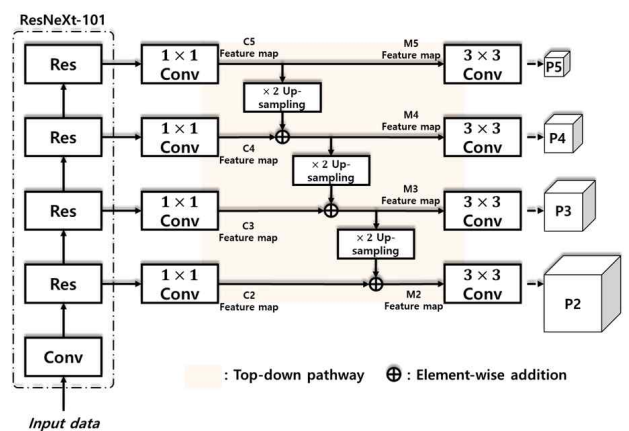 ResNeXt-101
Res
1 × 1
Conv
C5
Feature map
M5
Feature map
3 × 3
Conv
P5
× 2 Up-
sampling
Res
1 × 1
Conv
C4
Feature map
M4
Feature map
3 × 3
Conv
P4
× 2 Up-
sampling
Res
1 × 1
Conv
C3
Feature map
M3
Feature map
3 × 3
Conv
P3
× 2 Up-
sampling
Res
1 × 1
Conv
C2
Feature map
M2
Feature map
3 × 3
Conv
P2
Conv
: Top-down pathway
⊕ : Element-wise addition
Input data